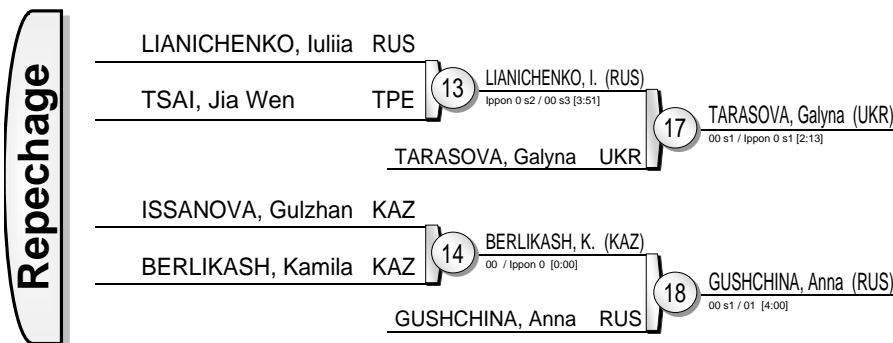 Repechage
LIANICHENKO, Iuliia RUS
TSAI, Jia Wen TPE
13
LIANICHENKO, I. (RUS)
Ippon 0 s2 / 00 s3 [3:51]
TARASOVA, Galyna UKR
17
TARASOVA, Galyna (UKR)
00 s1 / Ippon 0 s1 [2:13]
ISSANOVA, Gulzhan KAZ
BERLIKASH, Kamila KAZ
14
BERLIKASH, K. (KAZ)
00 / Ippon 0 [0:00]
GUSHCHINA, Anna RUS
18
GUSHCHINA, Anna (RUS)
00 s1 / 01 [4:00]